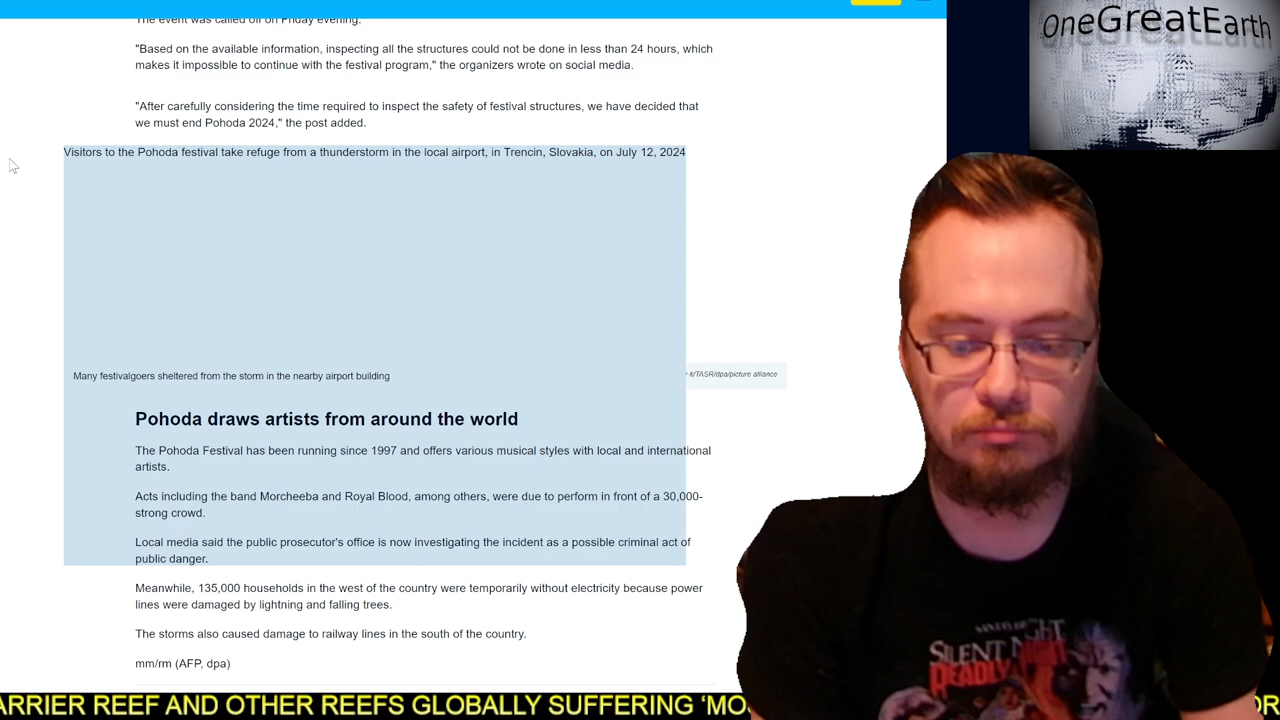 The event was called off on Friday evening.
OneGreatEarth
"Based on the available information, inspecting all the structures could not be done in less than 24 hours, which
makes it impossible to continue with the festival program," the organizers wrote on social media.
"After carefully considering the time required to inspect the safety of festival structures, we have decided that
we must end Pohoda 2024," the post added.
Visitors to the Pohoda festival take refuge from a thunderstorm in the local airport, in Trencin, Slovakia, on July 12, 2024
Many festivalgoers sheltered from the storm in the nearby airport building
k/TASR/dpa/picture alliance
Pohoda draws artists from around the world
The Pohoda Festival has been running since 1997 and offers various musical styles with local and international
artists.
Acts including the band Morcheeba and Royal Blood, among others, were due to perform in front of a 30,000-
strong crowd.
Local media said the public prosecutor's office is now investigating the incident as a possible criminal act of
public danger.
Meanwhile, 135,000 households in the west of the country were temporarily without electricity because power
lines were damaged by lightning and falling trees.
The storms also caused damage to railway lines in the south of the country.
mm/rm (AFP, dpa)
SILENT NIGHT
DEADLY NIGHT
ARRIER REEF AND OTHER REEFS GLOBALLY SUFFERING 'MO